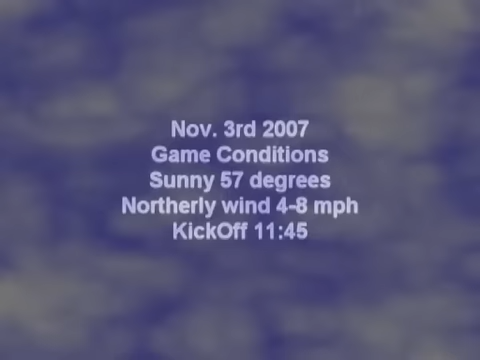 Nov. 3rd 2007
Game Conditions
Sunny 57 degrees
Northerly wind 4-8 mph
KickOff 11:45